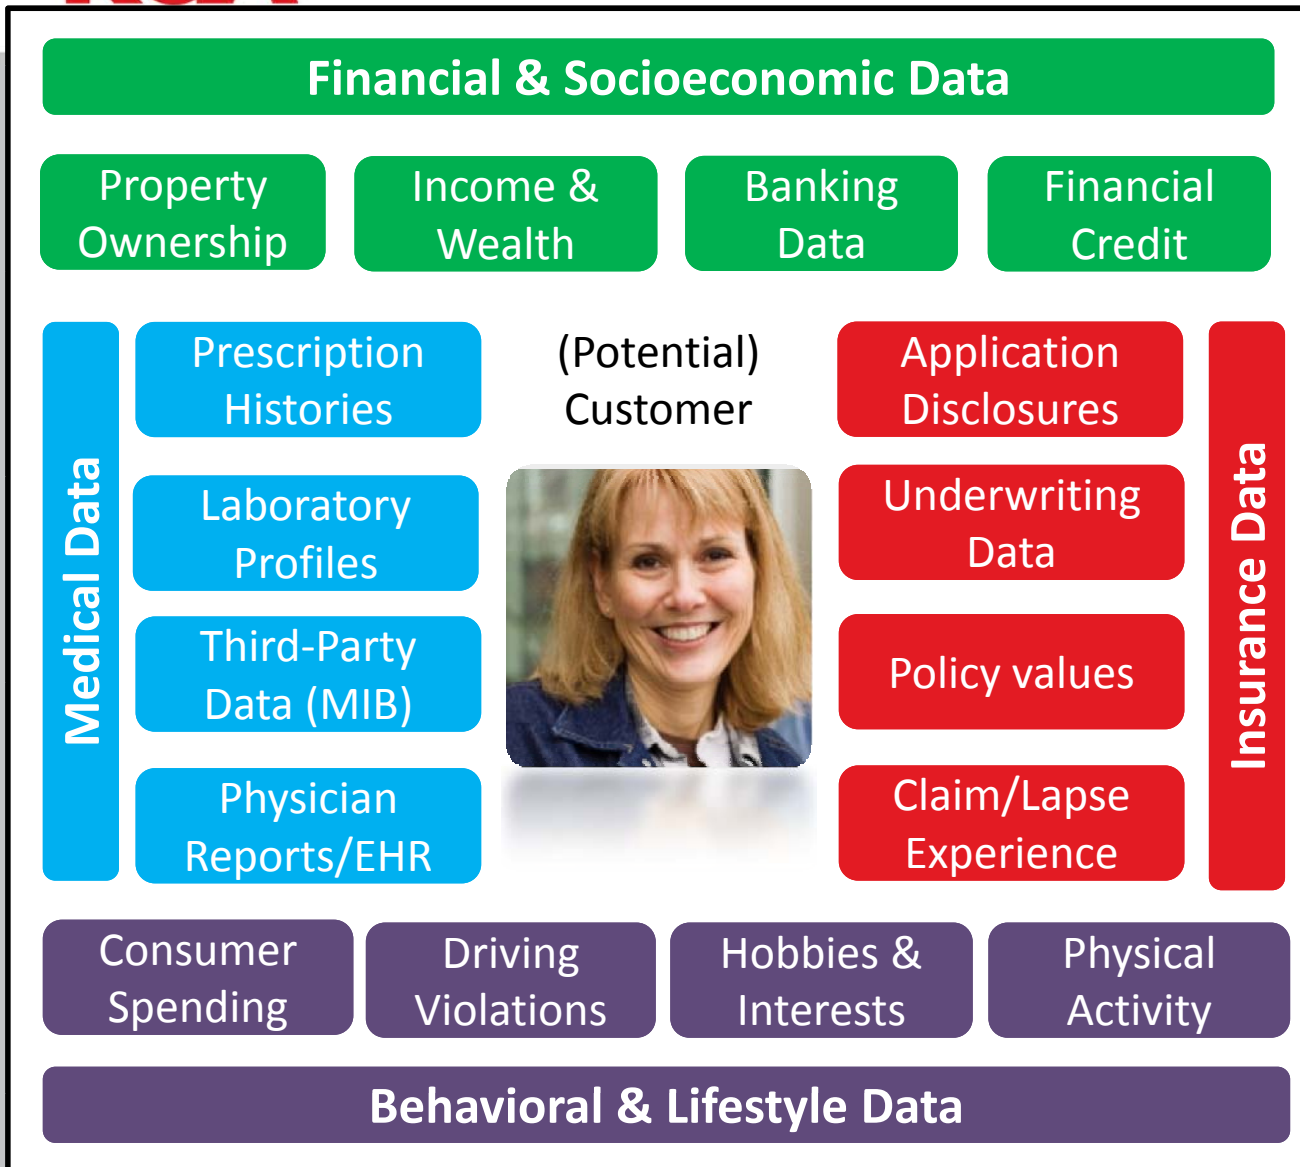 Financial & Socioeconomic Data
Property
Ownership
Income &
Wealth
Banking
Data
Financial
Credit
Medical Data
Prescription
Histories
Laboratory
Profiles
Third-Party
Data (MIB)
Physician
Reports/EHR
(Potential)
Customer
Application
Disclosures
Underwriting
Data
Policy values
Claim/Lapse
Experience
Insurance Data
Consumer
Spending
Driving
Violations
Hobbies &
Interests
Physical
Activity
Behavioral & Lifestyle Data